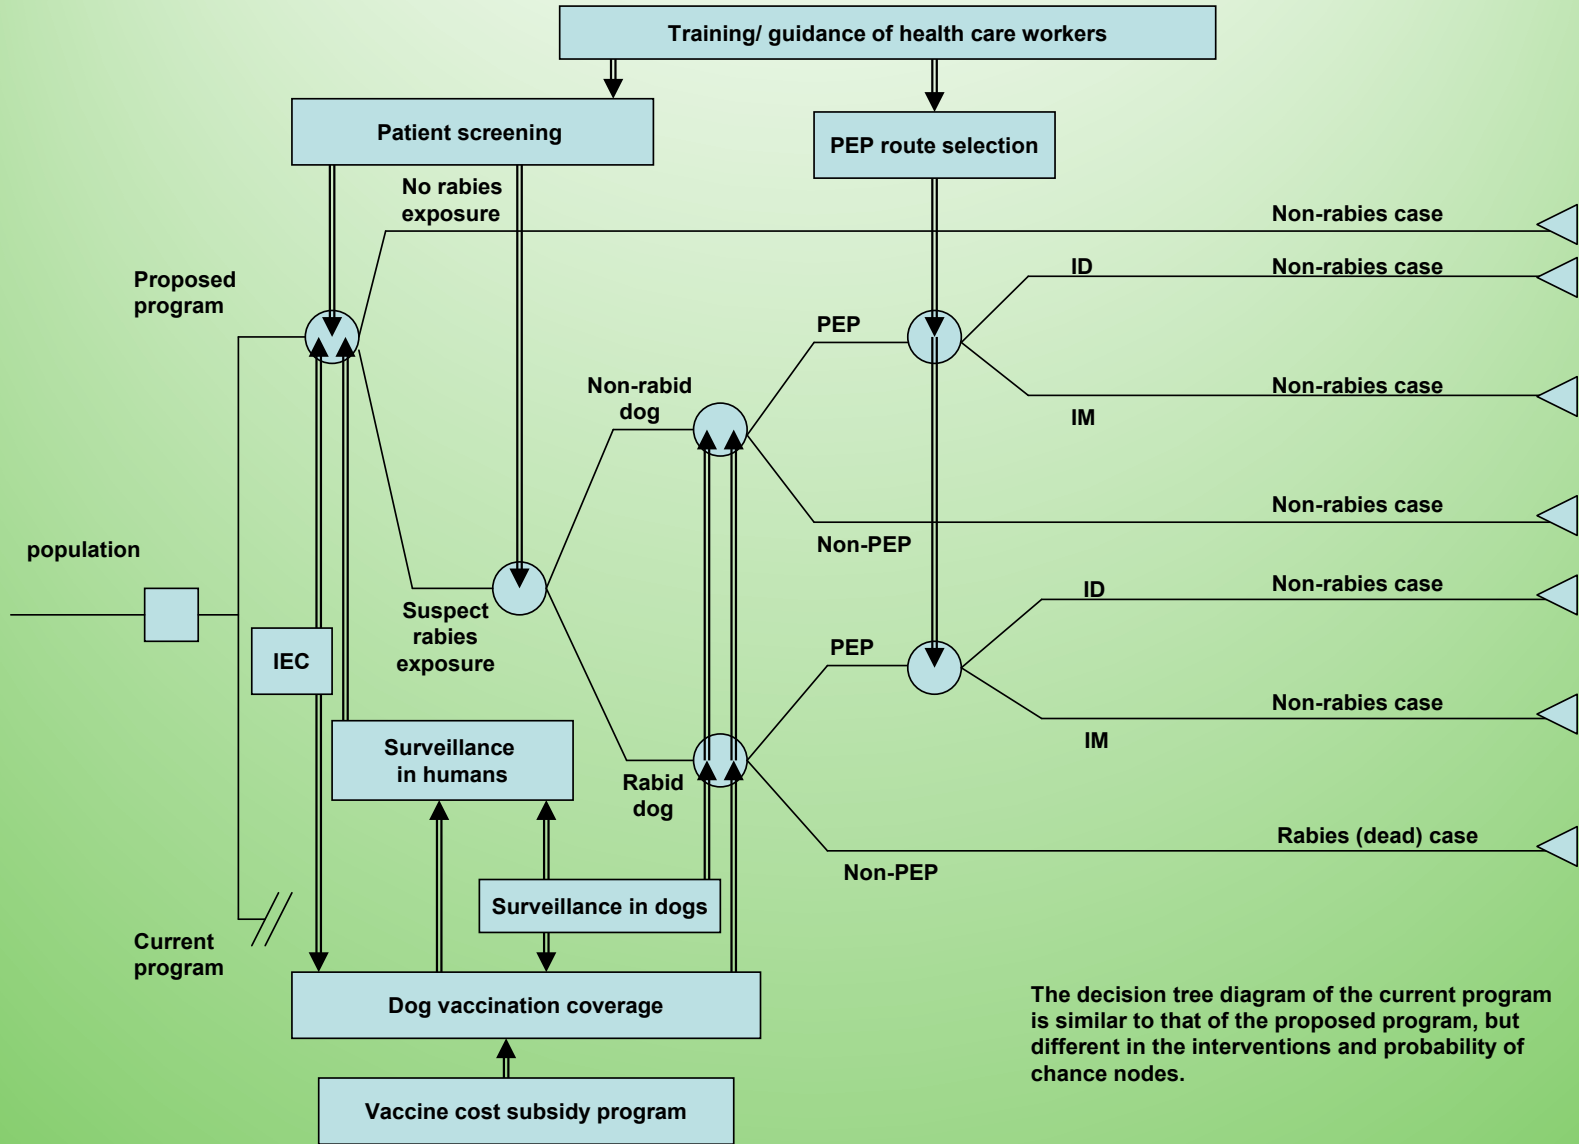 Training/ guidance of health care workers
Patient screening
PEP route selection
No rabies
exposure
Non-rabies case
Proposed
program
ID
Non-rabies case
PEP
Non-rabid
dog
Non-rabies case
IM
Non-rabies case
Non-PEP
population
ID
Non-rabies case
Suspect
rabies
exposure
IEC
PEP
Non-rabies case
IM
Surveillance
in humans
Rabid
dog
Rabies (dead) case
Non-PEP
Surveillance in dogs
Current
program
Dog vaccination coverage
The decision tree diagram of the current program
is similar to that of the proposed program, but
different in the interventions and probability of
chance nodes.
Vaccine cost subsidy program